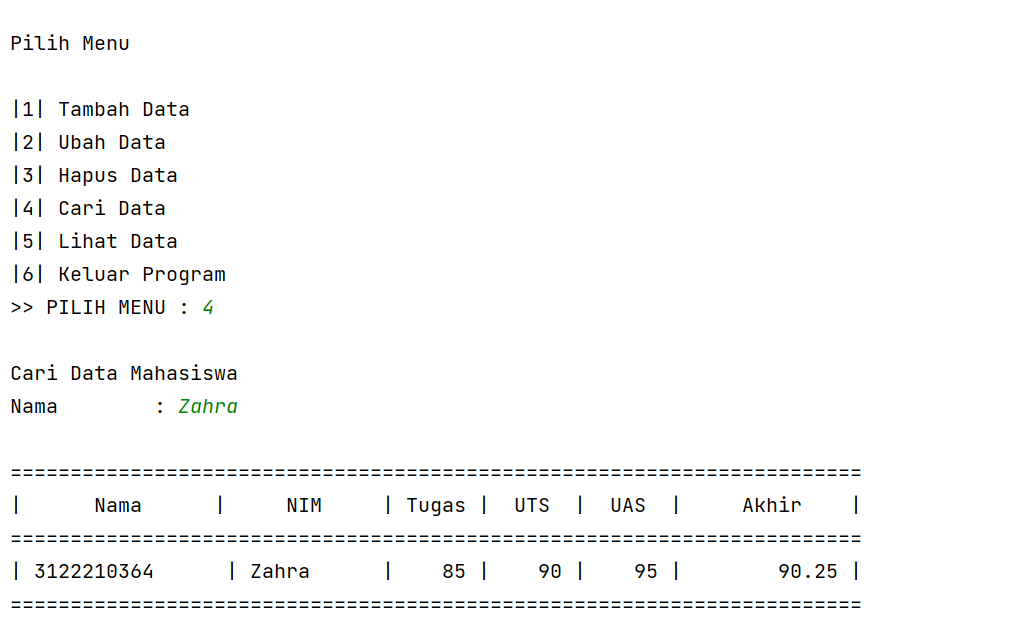 Pilih Menu
|1| Tambah Data
|2| Ubah Data
|3| Hapus Data
|4| Cari Data
|5| Lihat Data
|6| Keluar Program
>> PILIH MENU : 4
Cari Data Mahasiswa
Nama        : Zahra
=======================================================================
|      Nama      |     NIM     | Tugas |  UTS  |  UAS  |     Akhir    |
=======================================================================
| 3122210364      | Zahra      |    85 |    90 |    95 |        90.25 |
=======================================================================